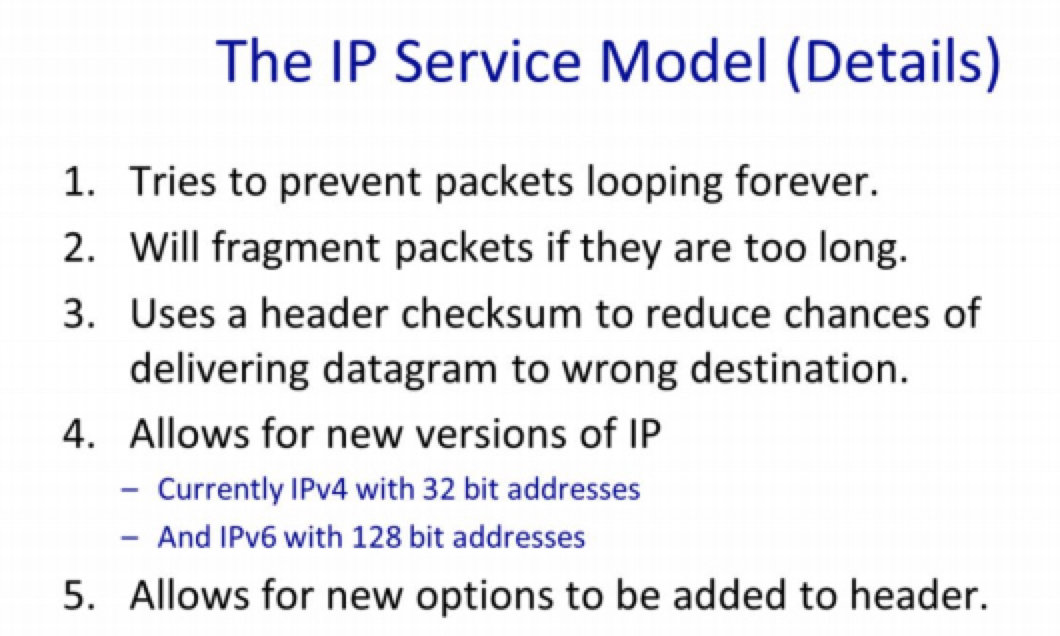 The IP Service Model (Details)
1. Tries to prevent packets looping forever.
2. Will fragment packets if they are too long.
3. Uses a header checksum to reduce chances of
delivering datagram to wrong destination.
4. Allows for new versions of IP
– Currently IPv4 with 32 bit addresses
– And IPv6 with 128 bit addresses
5. Allows for new options to be added to header.